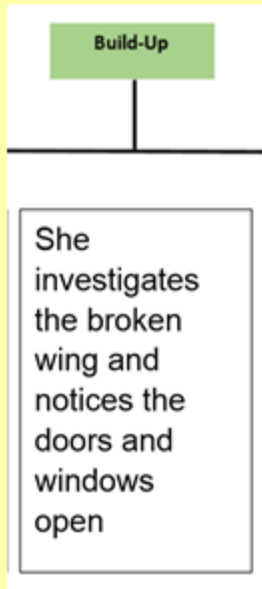 Build-Up
She
investigates
the broken
wing and
notices the
doors and
windows
open